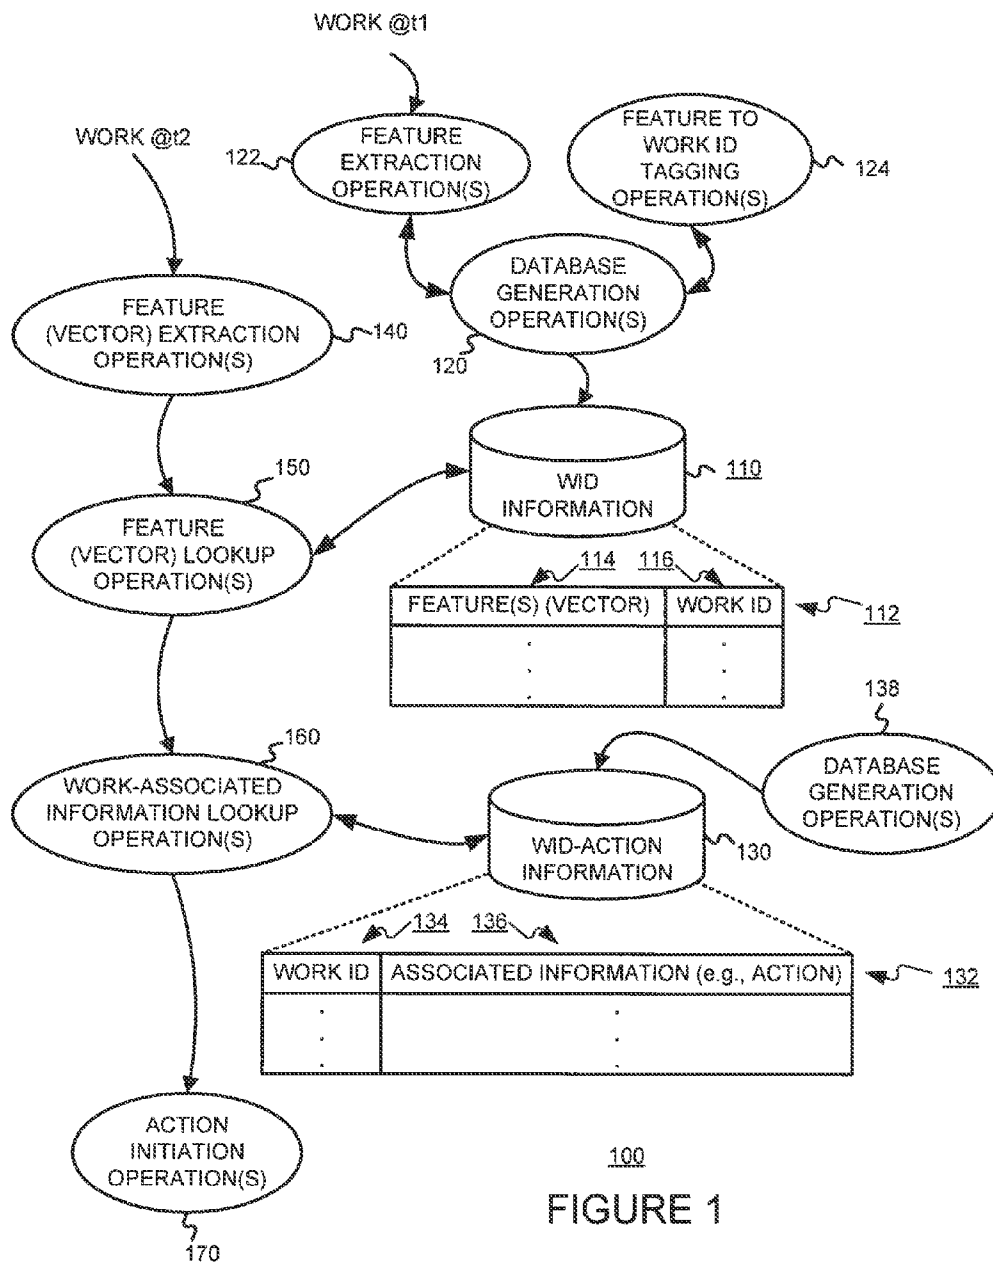 WORK @t1
WORK @t2
122
FEATURE
EXTRACTION
OPERATION(S)
FEATURE TO
WORK ID
TAGGING
OPERATION(S)
124
DATABASE
GENERATION
OPERATION(S)
120
FEATURE
(VECTOR) EXTRACTION
OPERATION(S)
140
150
FEATURE
(VECTOR) LOOKUP
OPERATION(S)
WID
INFORMATION
110
114
116
FEATURE(S) (VECTOR)
WORK ID
112
138
DATABASE
GENERATION
OPERATION(S)
160
WORK-ASSOCIATED
INFORMATION LOOKUP
OPERATION(S)
WID-ACTION
INFORMATION
130
134
136
WORK ID
ASSOCIATED INFORMATION (e.g., ACTION)
132
ACTION
INITIATION
OPERATION(S)
170
100
FIGURE 1